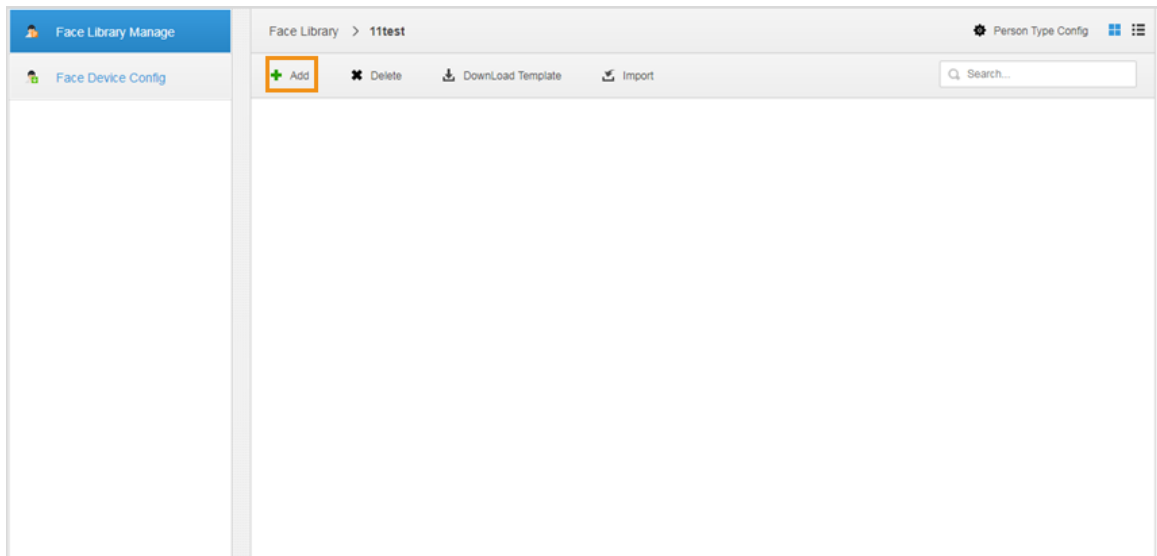 Face Library Manage
Face Device Config
Face Library > 11test
Person Type Config
Add Delete DownLoad Template Import
Search...